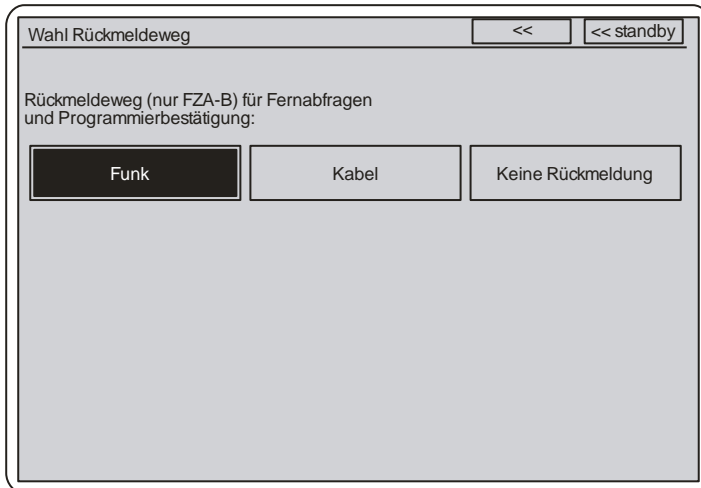 Wahl Rückmeldeweg << << standby
Rückmeldeweg (nur FZA-B) für Fernabfragen
und Programmierbestätigung:
Funk Kabel Keine Rückmeldung